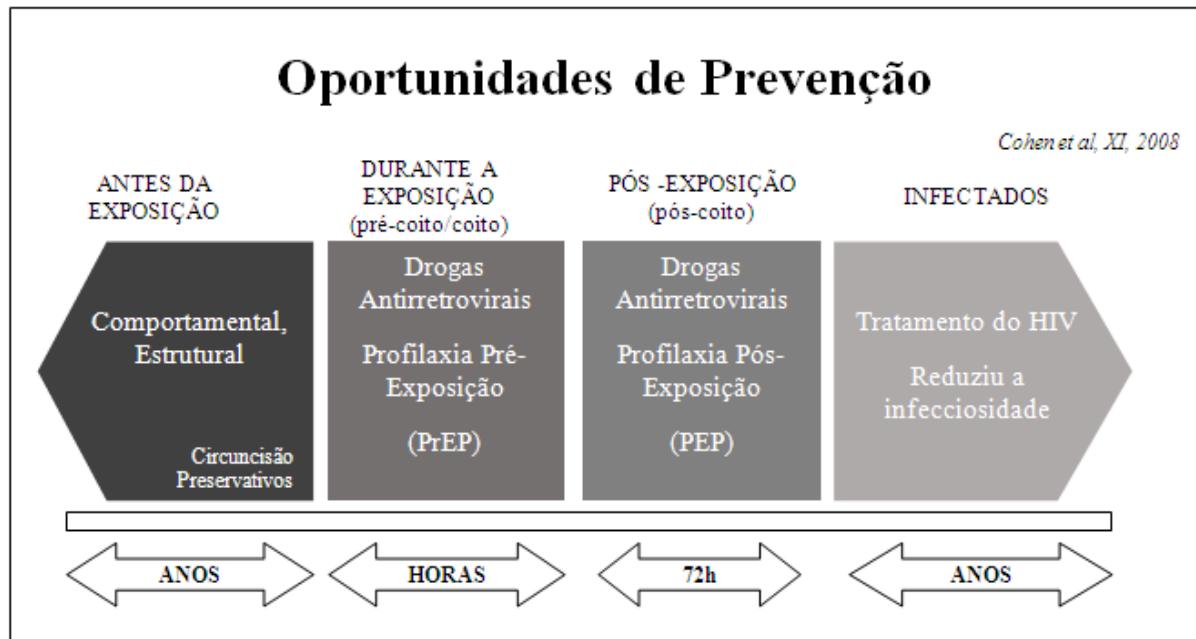 Oportunidades de Prevenção
Cohen et al, XI, 2008
ANTES DA
EXPOSIÇÃO
DURANTE A
EXPOSIÇÃO
(pré-coito/coito)
PÓS -EXPOSIÇÃO
(pós-coito)
INFECTADOS
Comportamental,
Estrutural
Circuncisão
Preservativos
Drogas
Antirretrovirais
Profilaxia Pré-
Exposição
(PrEP)
Drogas
Antirretrovirais
Profilaxia Pós-
Exposição
(PEP)
Tratamento do HIV
Reduziu a
infecciosidade
ANOS
HORAS
72h
ANOS